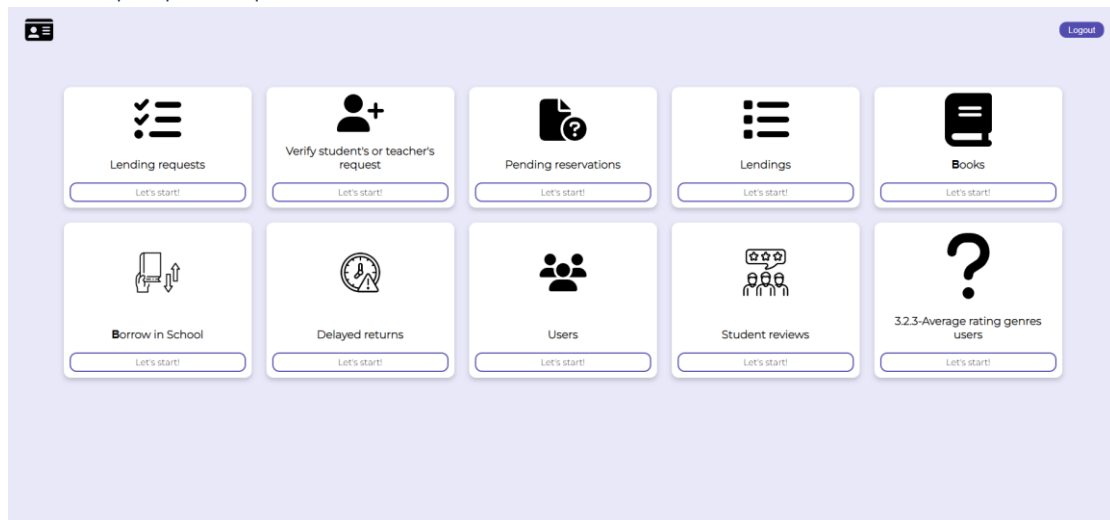 Logout
Lending requests
Let's start!
Verify student's or teacher's
request
Let's start!
Pending reservations
Let's start!
Lendings
Let's start!
Books
Let's start!
Borrow in School
Let's start!
Delayed returns
Let's start!
Users
Let's start!
Student reviews
Let's start!
3.2.3-Average rating genres
users
Let's start!